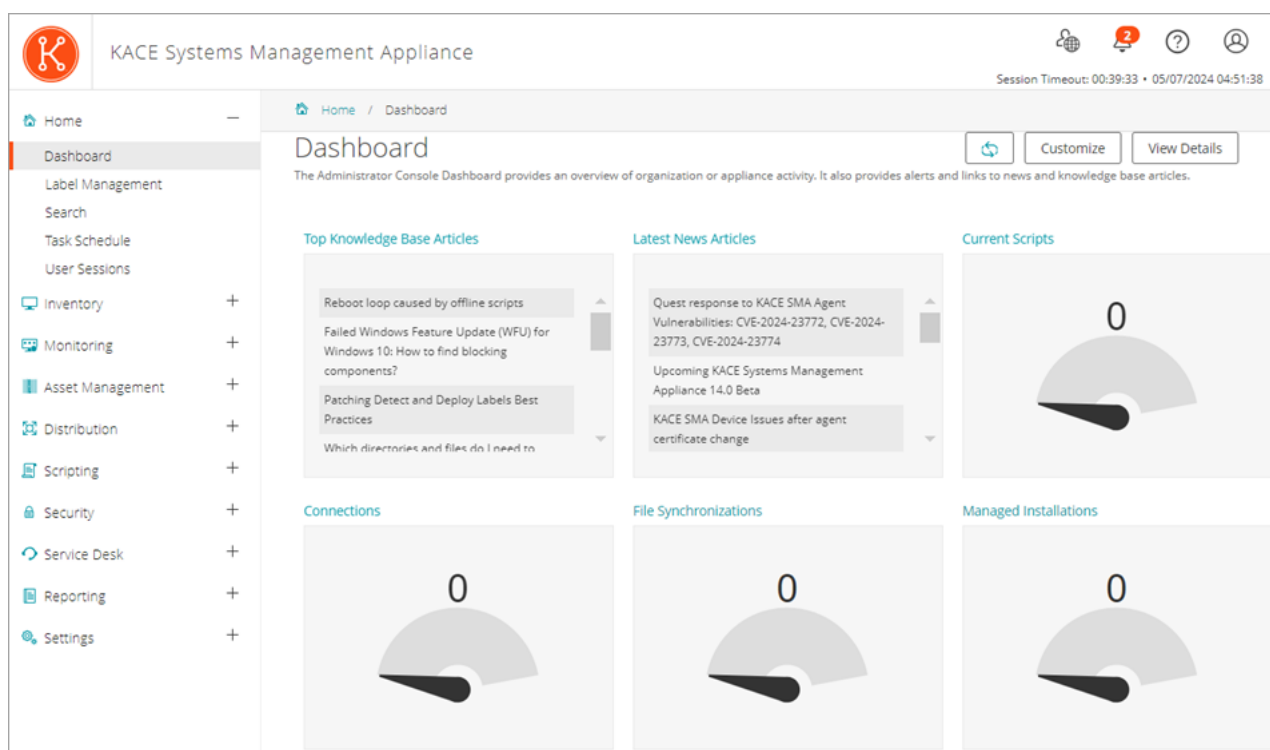 KACE Systems Management Appliance
2
Session Timeout: 00:39:33 • 05/07/2024 04:51:38
Home
Dashboard
Label Management
Search
Task Schedule
User Sessions
Inventory
Monitoring
Asset Management
Distribution
Scripting
Security
Service Desk
Reporting
Settings
Home / Dashboard
Dashboard
Customize
View Details
The Administrator Console Dashboard provides an overview of organization or appliance activity. It also provides alerts and links to news and knowledge base articles.
Top Knowledge Base Articles
Reboot loop caused by offline scripts
Failed Windows Feature Update (WFU) for
Windows 10: How to find blocking
components?
Patching Detect and Deploy Labels Best
Practices
Which directories and files do I need to
Latest News Articles
Quest response to KACE SMA Agent
Vulnerabilities: CVE-2024-23772, CVE-2024-
23773, CVE-2024-23774
Upcoming KACE Systems Management
Appliance 14.0 Beta
KACE SMA Device Issues after agent
certificate change
Current Scripts
0
Connections
0
File Synchronizations
0
Managed Installations
0